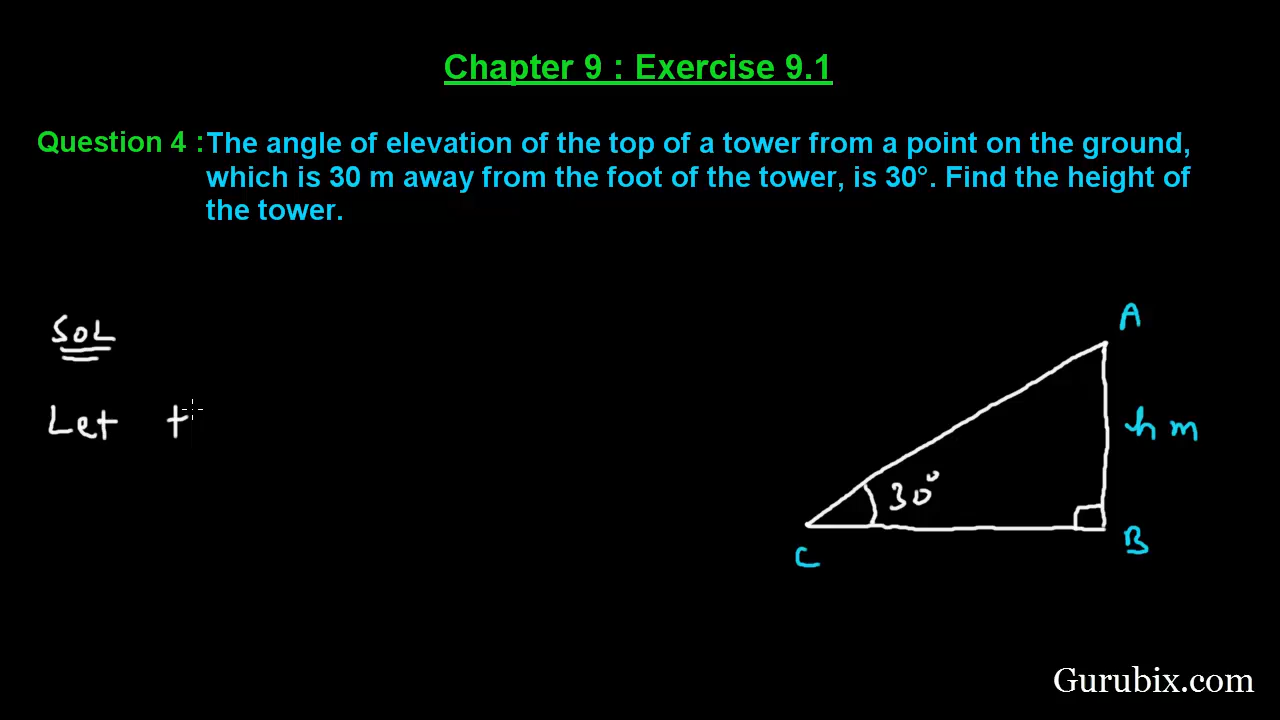 Chapter 9 : Exercise 9.1
Question 4 : The angle of elevation of the top of a tower from a point on the ground,
which is 30 m away from the foot of the tower, is 30°. Find the height of
the tower.
SOL
Let t
A
h m
30°
B
C
Gurubix.com